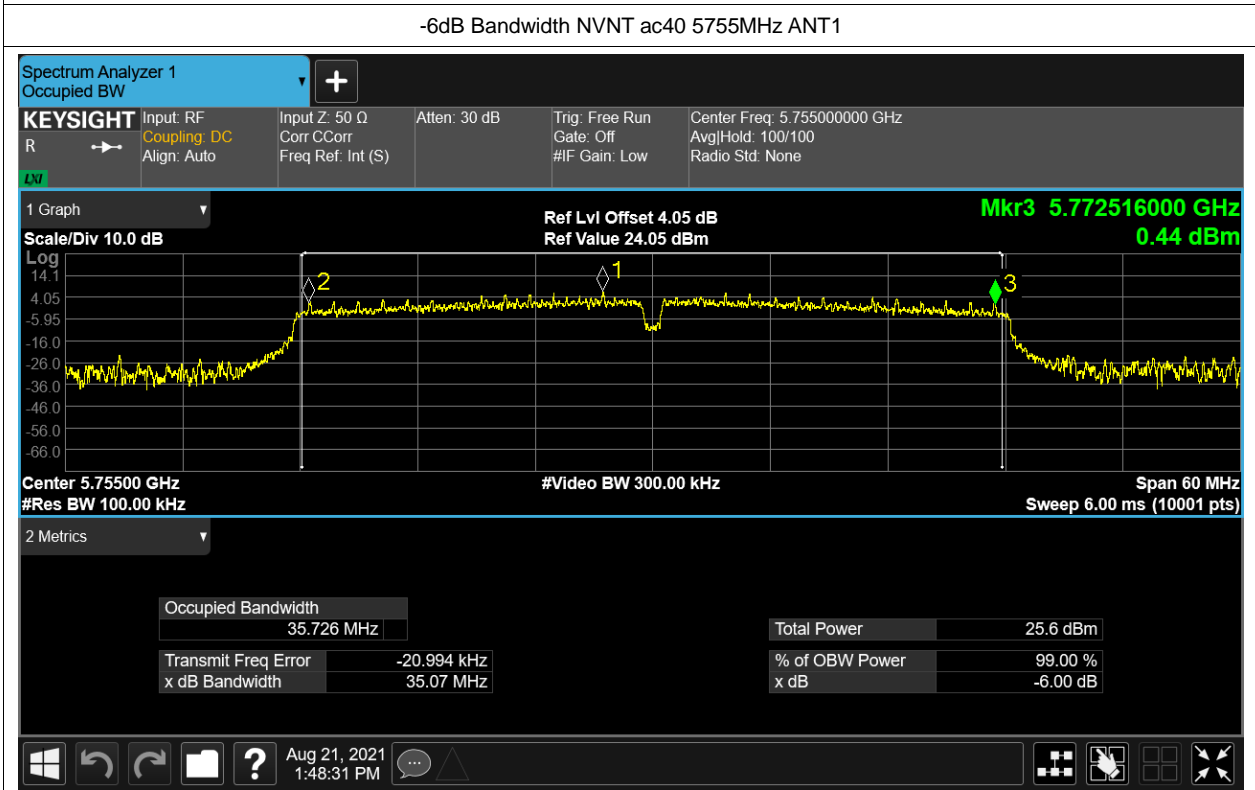 -6dB Bandwidth NVNT ac40 5755MHz ANT1
Spectrum Analyzer 1
Occupied BW
KEYSIGHT
R
LXI
Input: RF
Coupling: DC
Align: Auto
Input Z: 50 Ω
Corr CCorr
Freq Ref: Int (S)
Atten: 30 dB
Trig: Free Run
Gate: Off
#IF Gain: Low
Center Freq: 5.755000000 GHz
Avg|Hold: 100/100
Radio Std: None
1 Graph
Scale/Div 10.0 dB
Ref Lvl Offset 4.05 dB
Ref Value 24.05 dBm
Mkr3 5.772516000 GHz
0.44 dBm
Log
14.1
4.05
-5.95
-16.0
-26.0
-36.0
-46.0
-56.0
-66.0
2
1
3
Center 5.75500 GHz
#Res BW 100.00 kHz
#Video BW 300.00 kHz
Span 60 MHz
Sweep 6.00 ms (10001 pts)
2 Metrics
Occupied Bandwidth
35.726 MHz
Transmit Freq Error -20.994 kHz
x dB Bandwidth 35.07 MHz
Total Power 25.6 dBm
% of OBW Power 99.00 %
x dB -6.00 dB
Aug 21, 2021
1:48:31 PM